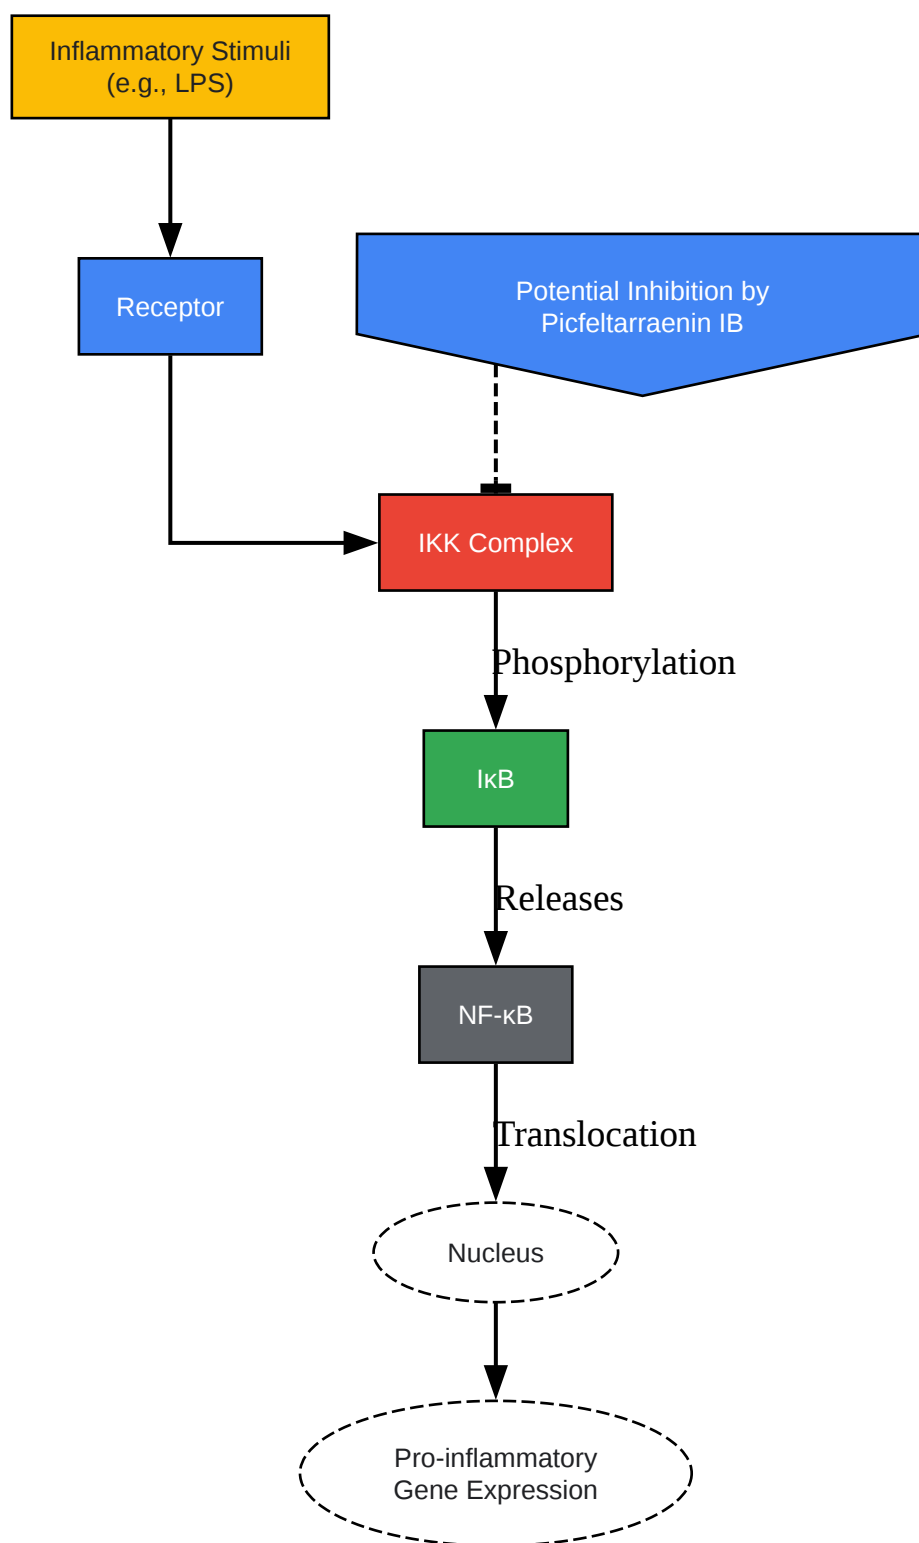 Inflammatory Stimuli
(e.g., LPS)
Receptor
Potential Inhibition by
Picfeltarraenin IB
IKK Complex
Phosphorylation
IκB
Releases
NF-κB
Translocation
Nucleus
Pro-inflammatory
Gene Expression